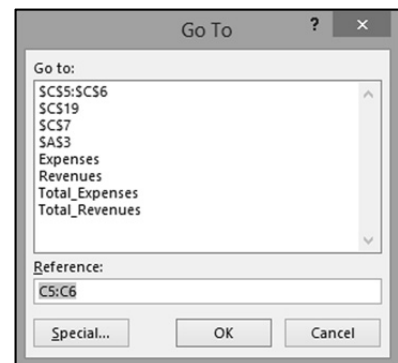 Go To ? ×
Go to:
$C$5:$C$6
$C$19
$C$7
$A$3
Expenses
Revenues
Total_Expenses
Total_Revenues
Reference:
C5:C6
Special... OK Cancel